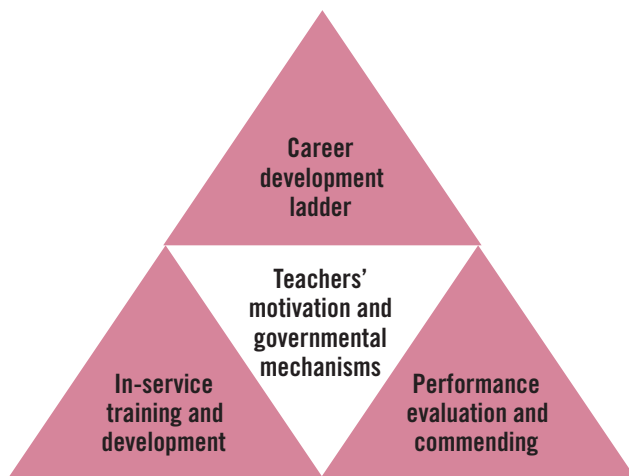 Career
development
ladder
Teachers’
motivation and
governmental
mechanisms
In-service
training and
development
Performance
evaluation and
commending